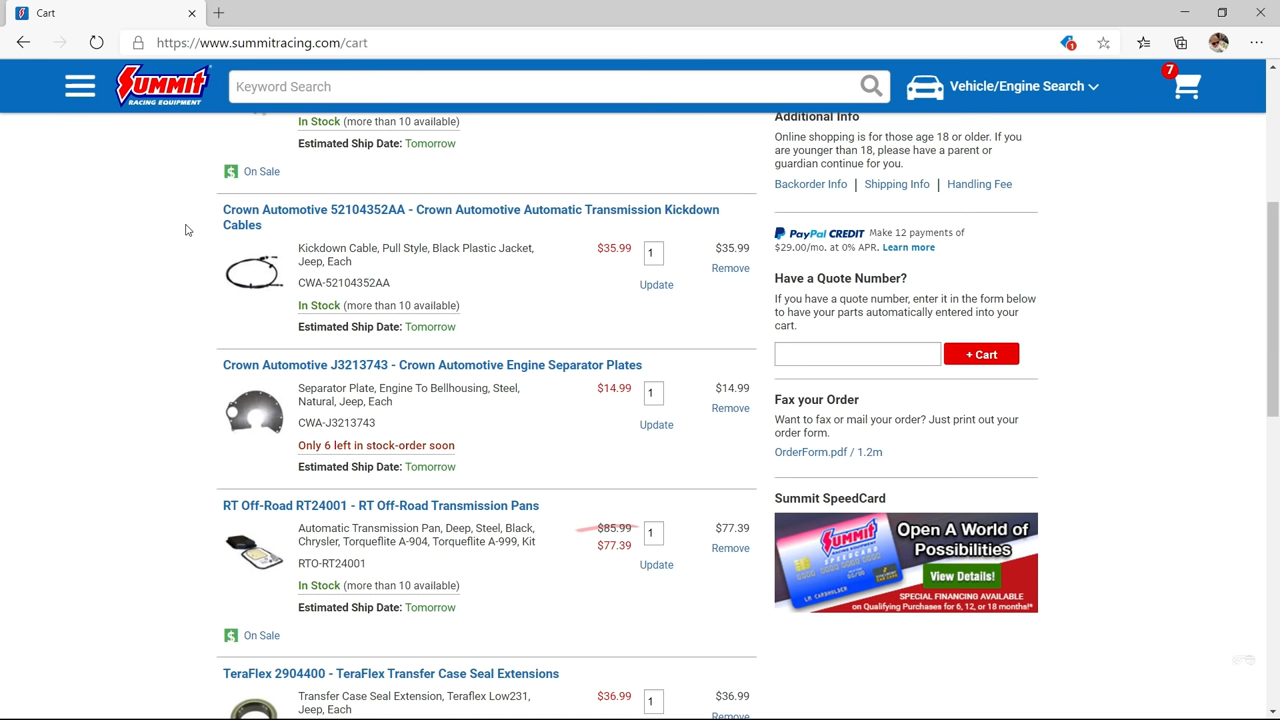 Cart
https://www.summitracing.com/cart
1
SUMMIT
RACING EQUIPMENT
Keyword Search
Vehicle/Engine Search
7
In Stock (more than 10 available)
Estimated Ship Date: Tomorrow
On Sale
Crown Automotive 52104352AA - Crown Automotive Automatic Transmission Kickdown
Cables
Kickdown Cable, Pull Style, Black Plastic Jacket,
Jeep, Each
$35.99
1
$35.99
Remove
CWA-52104352AA
Update
In Stock (more than 10 available)
Estimated Ship Date: Tomorrow
Crown Automotive J3213743 - Crown Automotive Engine Separator Plates
Separator Plate, Engine To Bellhousing, Steel,
Natural, Jeep, Each
$14.99
1
$14.99
Remove
CWA-J3213743
Update
Only 6 left in stock-order soon
Estimated Ship Date: Tomorrow
RT Off-Road RT24001 - RT Off-Road Transmission Pans
Automatic Transmission Pan, Deep, Steel, Black,
Chrysler, Torqueflite A-904, Torqueflite A-999, Kit
$85.99
$77.39
1
$77.39
Remove
RTO-RT24001
Update
In Stock (more than 10 available)
Estimated Ship Date: Tomorrow
On Sale
TeraFlex 2904400 - TeraFlex Transfer Case Seal Extensions
Transfer Case Seal Extension, Teraflex Low231,
Jeep, Each
$36.99
1
$36.99
Remove
Additional Info
Online shopping is for those age 18 or older. If you
are younger than 18, please have a parent or
guardian continue for you.
Backorder Info | Shipping Info | Handling Fee
PayPal CREDIT Make 12 payments of
$29.00/mo. at 0% APR. Learn more
Have a Quote Number?
If you have a quote number, enter it in the form below
to have your parts automatically entered into your
cart.
+ Cart
Fax your Order
Want to fax or mail your order? Just print out your
order form.
OrderForm.pdf / 1.2m
Summit SpeedCard
SUMMIT
Open A World of
Possibilities
View Details!
SPECIAL FINANCING AVAILABLE
on Qualifying Purchases for 6, 12, or 18 months!*